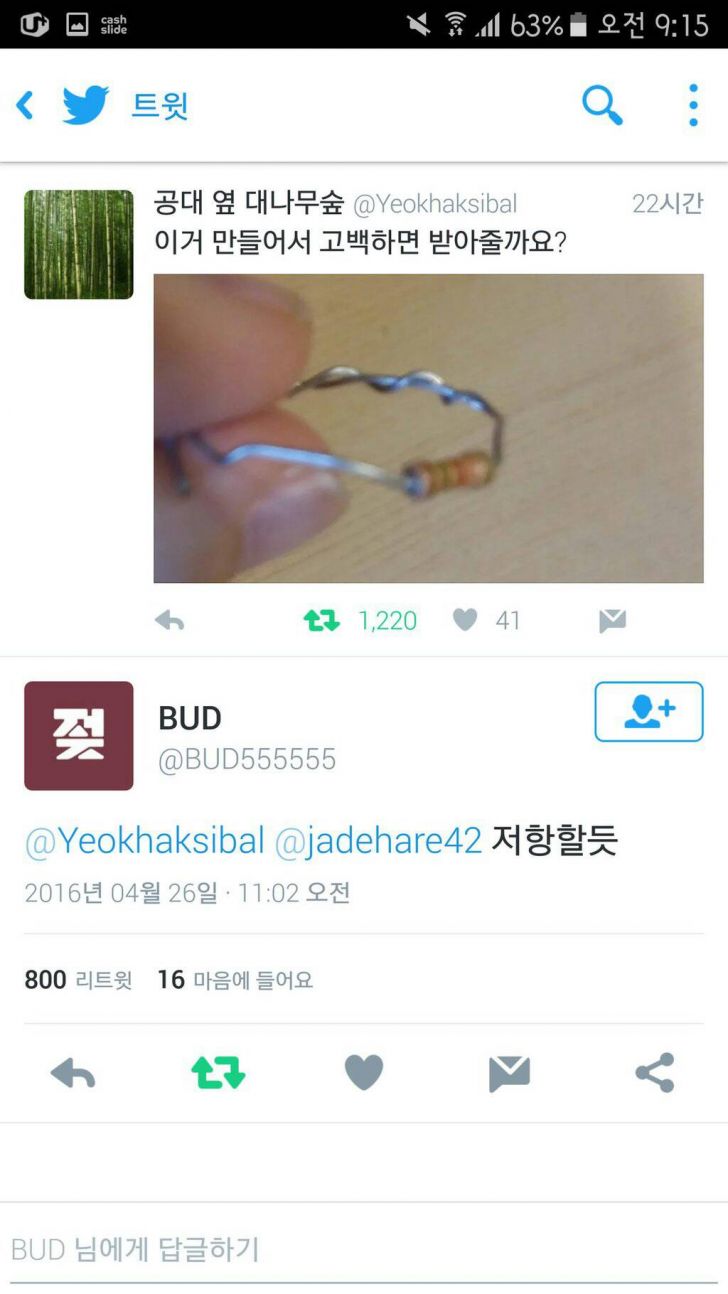 U+ cash
slide
63% 오전 9:15
트윗
공대 옆 대나무숲 @Yeokhaksibal 22시간
이거 만들어서 고백하면 받아줄까요?
1,220 41
BUD
@BUD555555
@Yeokhaksibal @jadehare42 저항할듯
2016년 04월 26일 · 11:02 오전
800 리트윗 16 마음에 들어요
BUD 님에게 답글하기